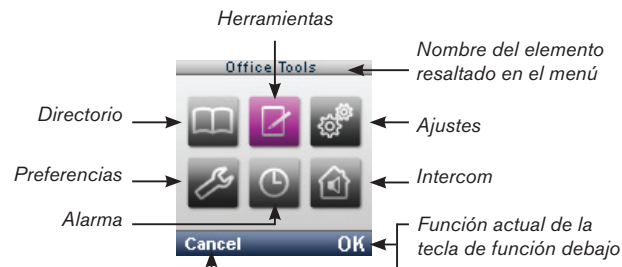 Herramientas
Office Tools
Nombre del elemento
resaltado en el menú
Directorio
Ajustes
Preferencias
Intercom
Alarma
Función actual de la
tecla de función debajo
Cancel
OK